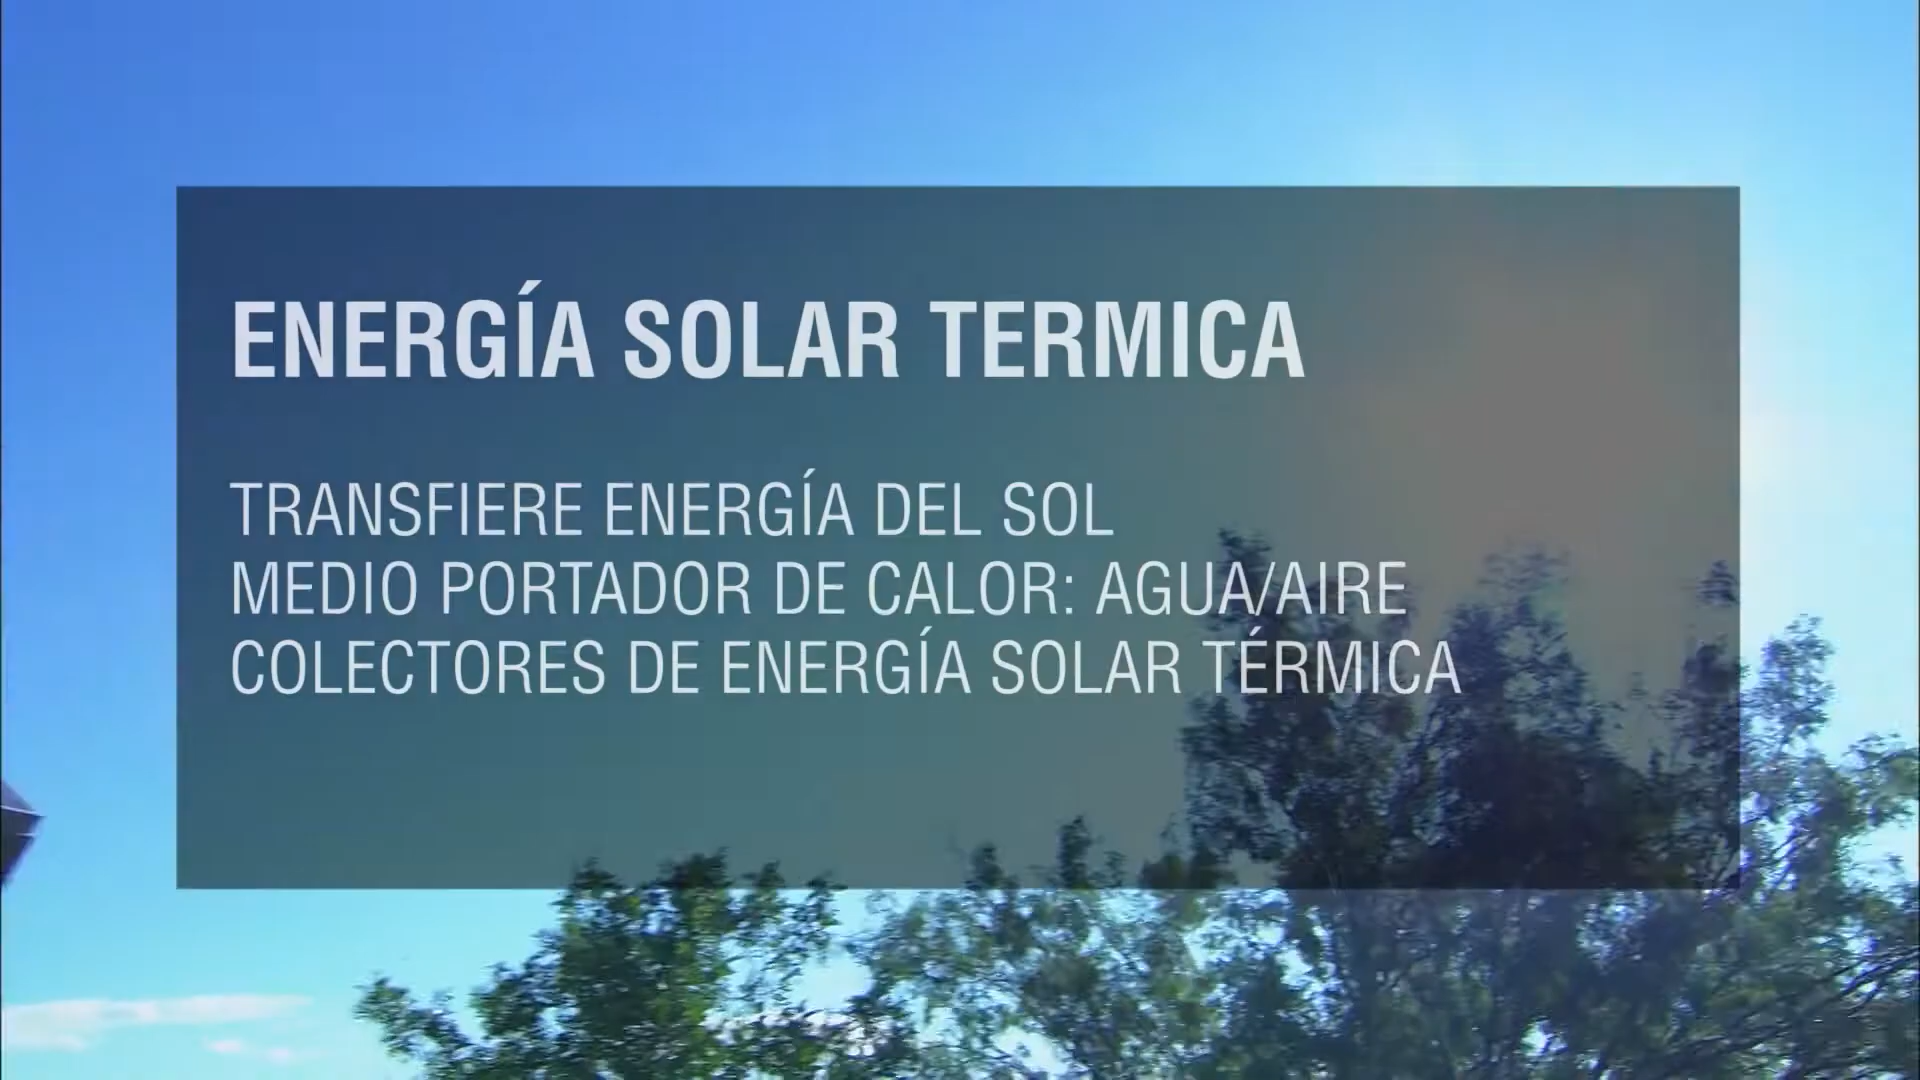 ENERGÍA SOLAR TERMICA
TRANSFIERE ENERGÍA DEL SOL
MEDIO PORTADOR DE CALOR: AGUA/AIRE
COLECTORES DE ENERGÍA SOLAR TÉRMICA